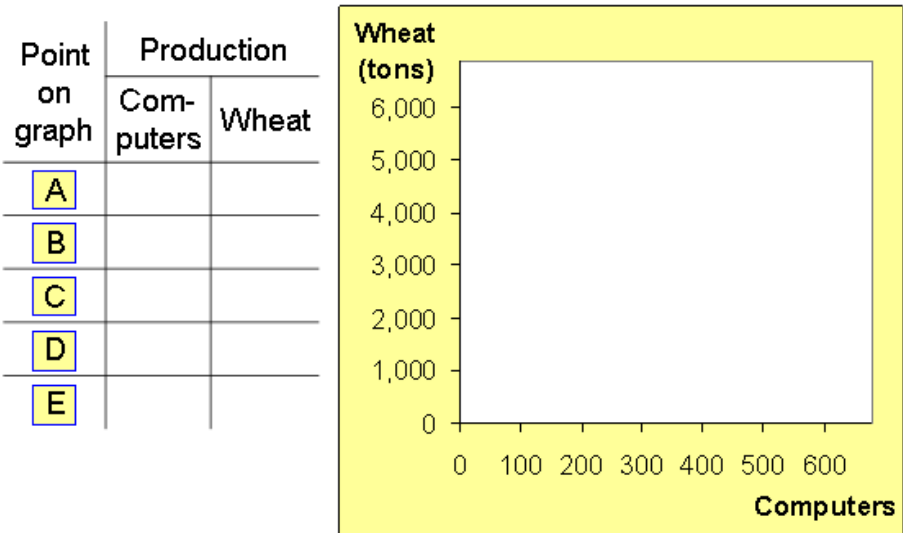 Point
on
graph
Production
Com-
puters
Wheat
A
B
C
D
E
Wheat
(tons)
6,000
5,000
4,000
3,000
2,000
1,000
0
0 100 200 300 400 500 600
Computers